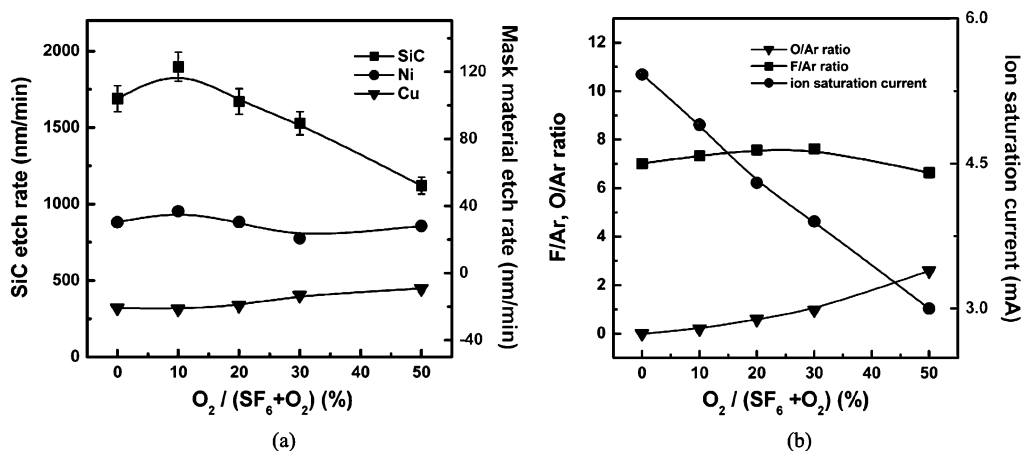 (a)
SiC etch rate (nm/min)
2000
1500
1000
500
0
SiC
Ni
Cu
120
80
40
0
-40
Mask material etch rate (nm/min)
0 10 20 30 40 50
O₂ / (SF₆+O₂) (%)
(a)
(b)
F/Ar, O/Ar ratio
12
10
8
6
4
2
0
O/Ar ratio
F/Ar ratio
ion saturation current
6.0
4.5
3.0
Ion saturation current (mA)
0 10 20 30 40 50
O₂ / (SF₆+O₂) (%)
(b)